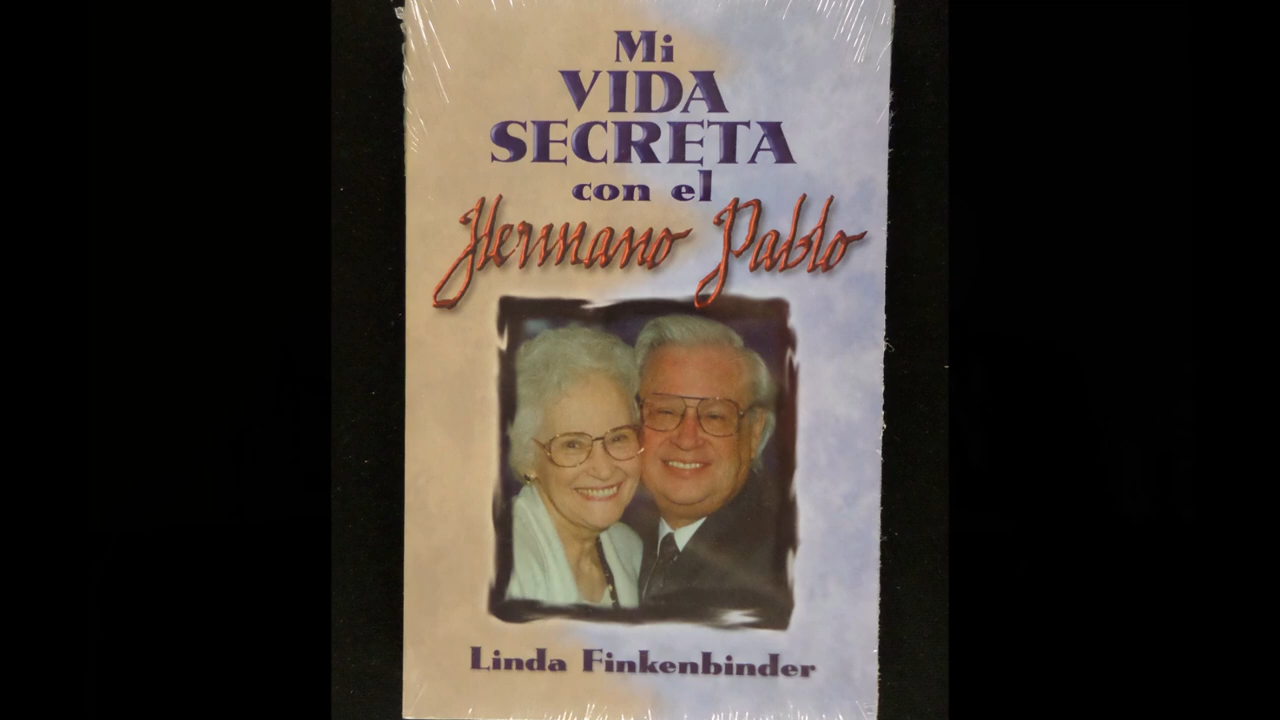 Mi
VIDA
SECRETA
con el
Hermano Pablo
Linda Finkenbinder